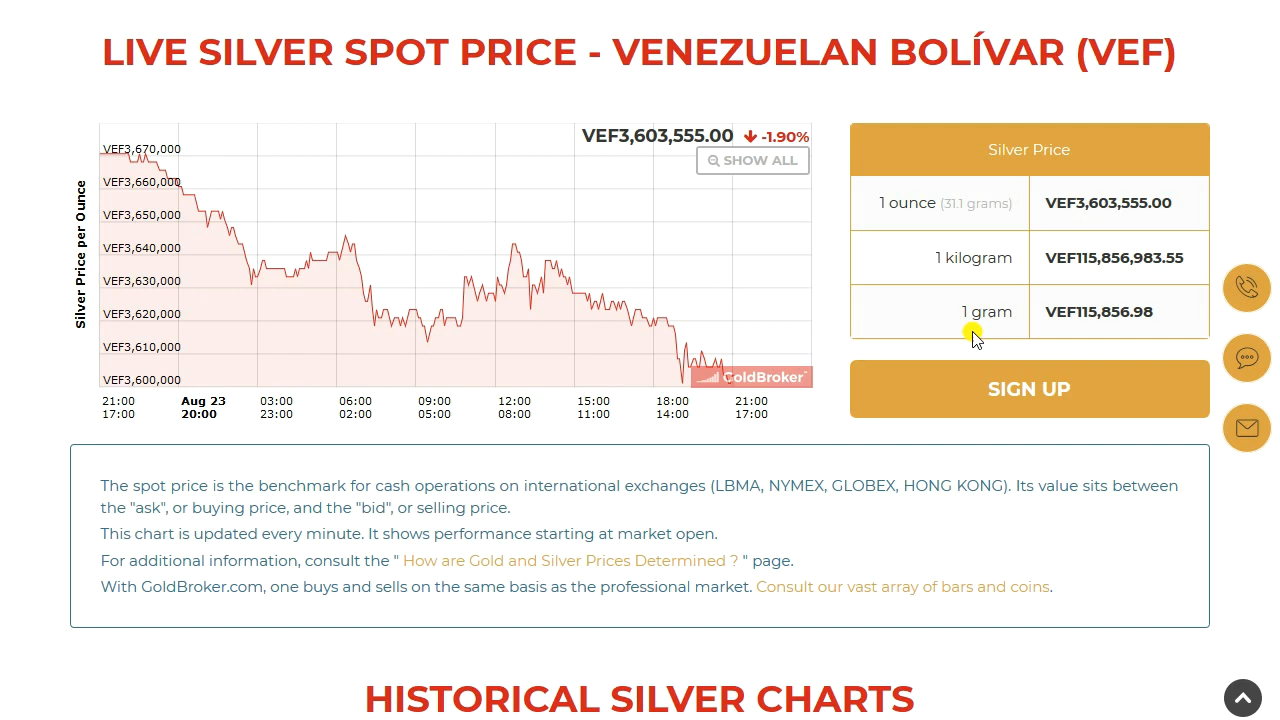 LIVE SILVER SPOT PRICE - VENEZUELAN BOLÍVAR (VEF)
VEF3,603,555.00 -1.90%
SHOW ALL
Silver Price per Ounce
VEF3,670,000
VEF3,660,000
VEF3,650,000
VEF3,640,000
VEF3,630,000
VEF3,620,000
VEF3,610,000
VEF3,600,000
GoldBroker
21:00 Aug 23 03:00 06:00 09:00 12:00 15:00 18:00 21:00
17:00 20:00 23:00 02:00 05:00 08:00 11:00 14:00 17:00
Silver Price
1 ounce (31.1 grams) VEF3,603,555.00
1 kilogram VEF115,856,983.55
1 gram VEF115,856.98
SIGN UP
The spot price is the benchmark for cash operations on international exchanges (LBMA, NYMEX, GLOBEX, HONG KONG). Its value sits between
the "ask", or buying price, and the "bid", or selling price.
This chart is updated every minute. It shows performance starting at market open.
For additional information, consult the " How are Gold and Silver Prices Determined ? " page.
With GoldBroker.com, one buys and sells on the same basis as the professional market. Consult our vast array of bars and coins.
HISTORICAL SILVER CHARTS